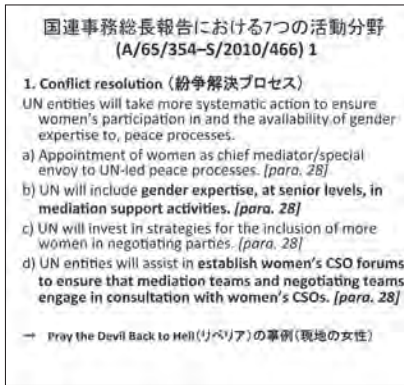 国連事務総長報告における7つの活動分野
(A/65/354–S/2010/466) 1
1. Conflict resolution (紛争解決プロセス)
UN entities will take more systematic action to ensure
women's participation in and the availability of gender
expertise to, peace processes.
a) Appointment of women as chief mediator/special
envoy to UN-led peace processes. [para. 28]
b) UN will include gender expertise, at senior levels, in
mediation support activities. [para. 28]
c) UN will invest in strategies for the inclusion of more
women in negotiating parties. [para. 28]
d) UN entities will assist in establish women's CSO forums
to ensure that mediation teams and negotiating teams
engage in consultation with women's CSOs. [para. 28]
→ Pray the Devil Back to Hell(リベリア)の事例(現地の女性)